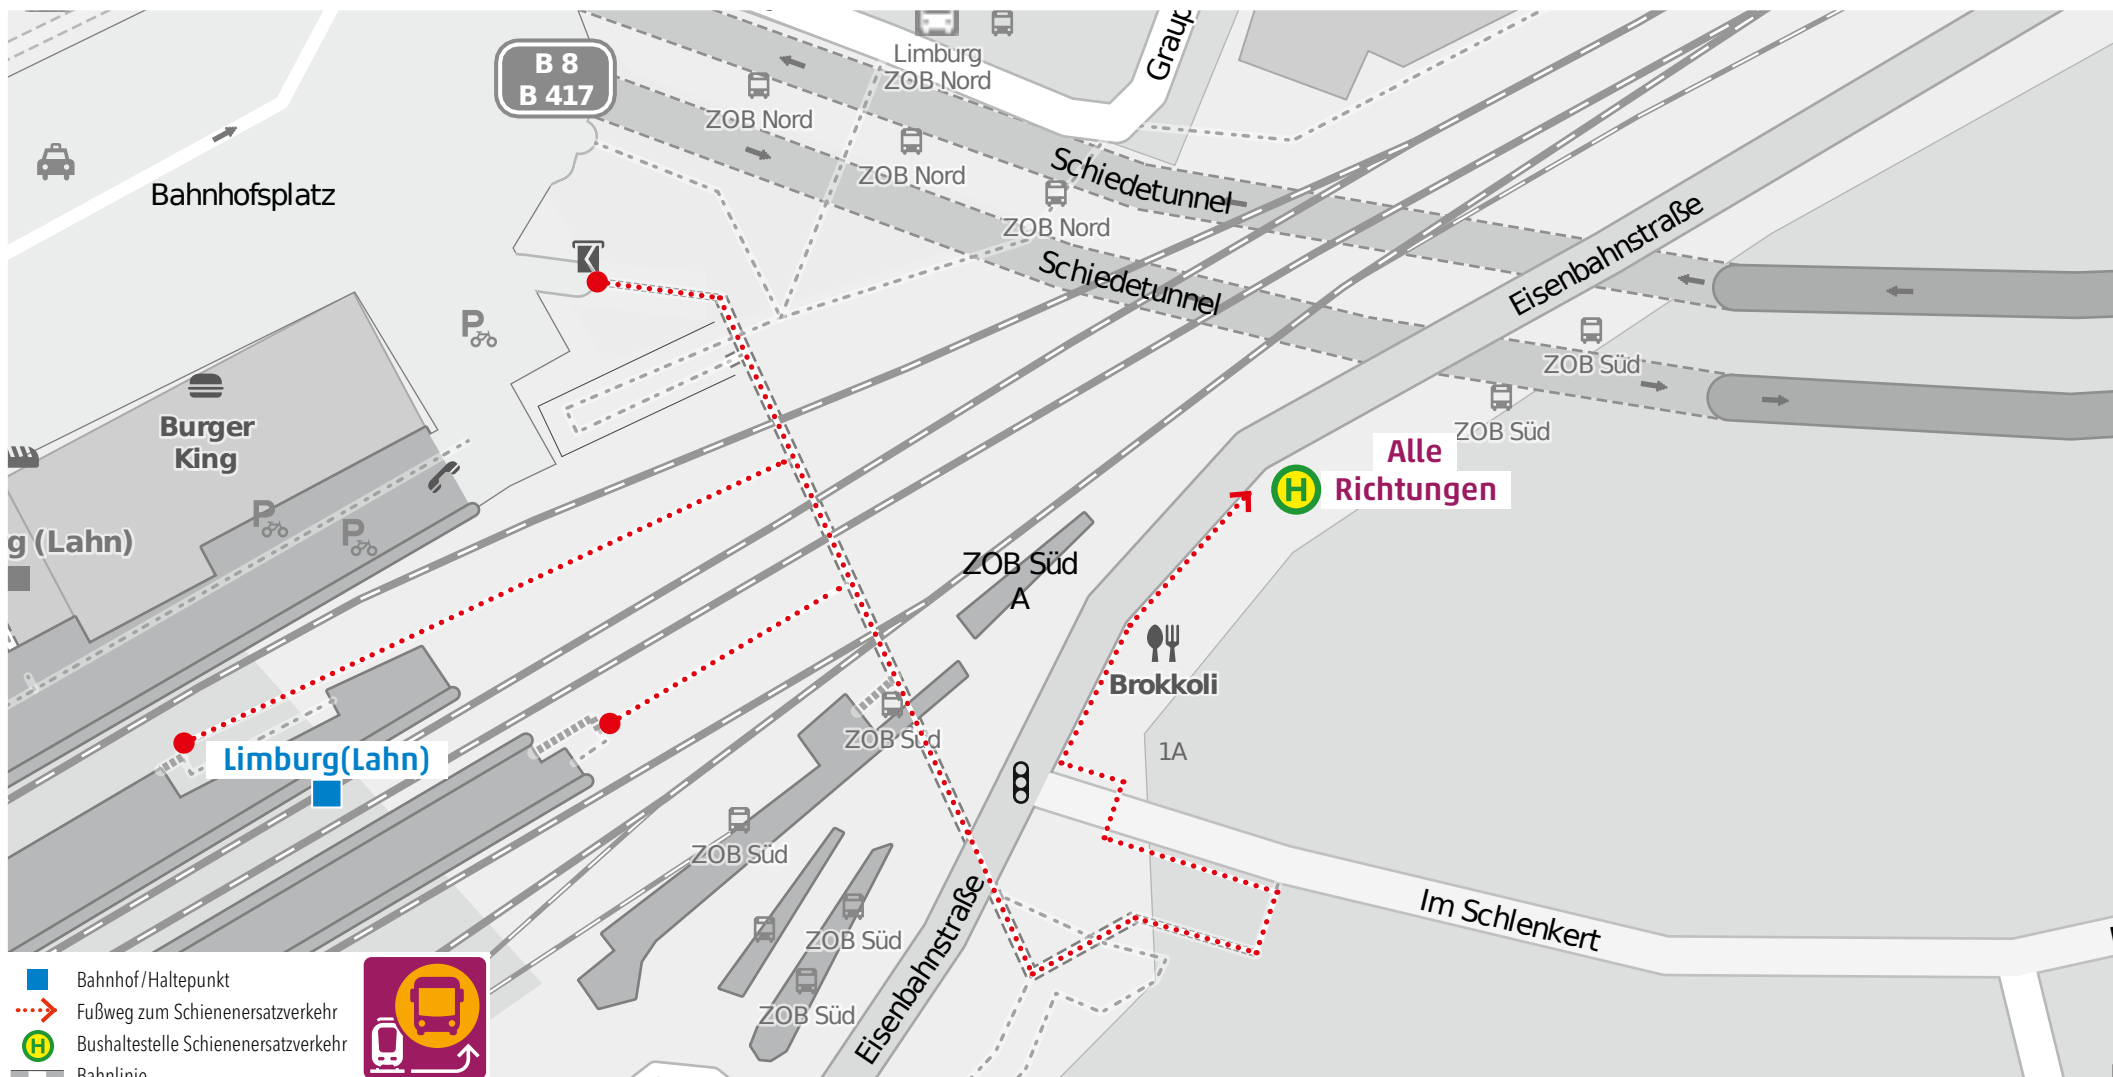 B 8
B 417
Limburg
ZOB Nord
Graup
ZOB Nord
ZOB Nord
ZOB Nord
Schiedetunnel
Schiedetunnel
Bahnhofsplatz
Eisenbahnstraße
P
ZOB Süd
ZOB Süd
Burger
King
Alle
Richtungen
H
P
P
g (Lahn)
ZOB Süd
A
Brokkoli
Limburg(Lahn)
ZOB Süd
1A
ZOB Süd
ZOB Süd
ZOB Süd
Eisenbahnstraße
Im Schlenkert
Bahnhof/Haltepunkt
Fußweg zum Schienenersatzverkehr
H
Bushaltestelle Schienenersatzverkehr
Bahnlinie